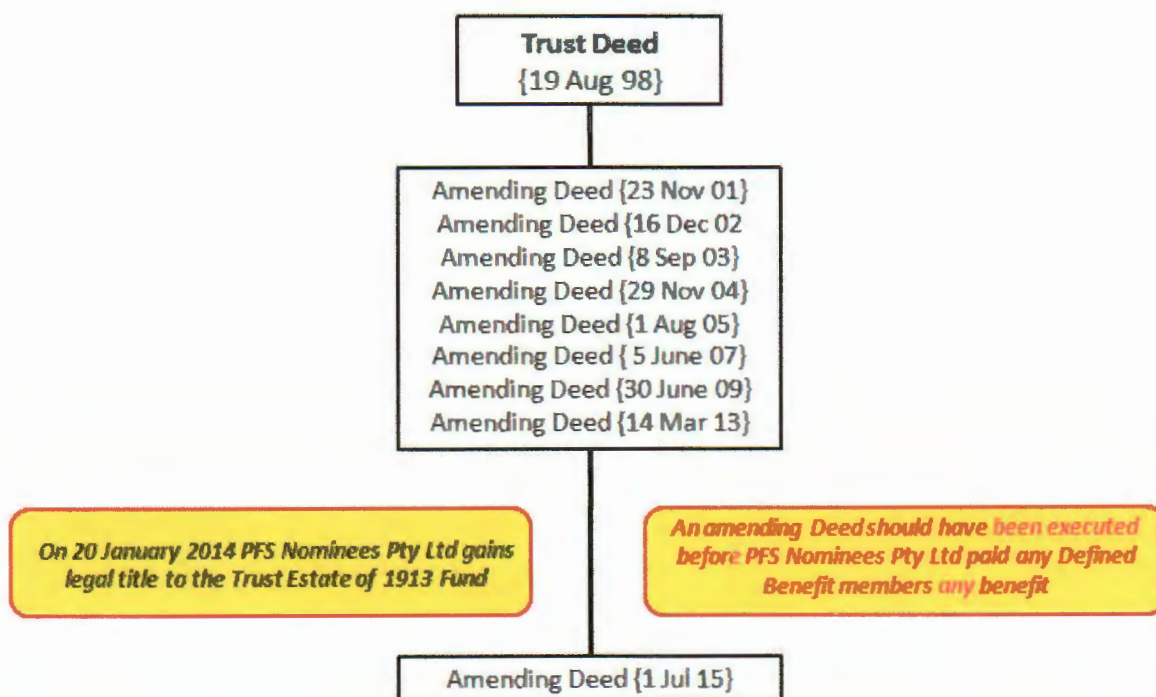 Trust Deed
{19 Aug 98}
Amending Deed {23 Nov 01}
Amending Deed {16 Dec 02
Amending Deed {8 Sep 03}
Amending Deed {29 Nov 04}
Amending Deed {1 Aug 05}
Amending Deed { 5 June 07}
Amending Deed {30 June 09}
Amending Deed {14 Mar 13}
On 20 January 2014 PFS Nominees Pty Ltd gains
legal title to the Trust Estate of 1913 Fund
An amending Deed should have been executed
before PFS Nominees Pty Ltd paid any Defined
Benefit members any benefit
Amending Deed {1 Jul 15}